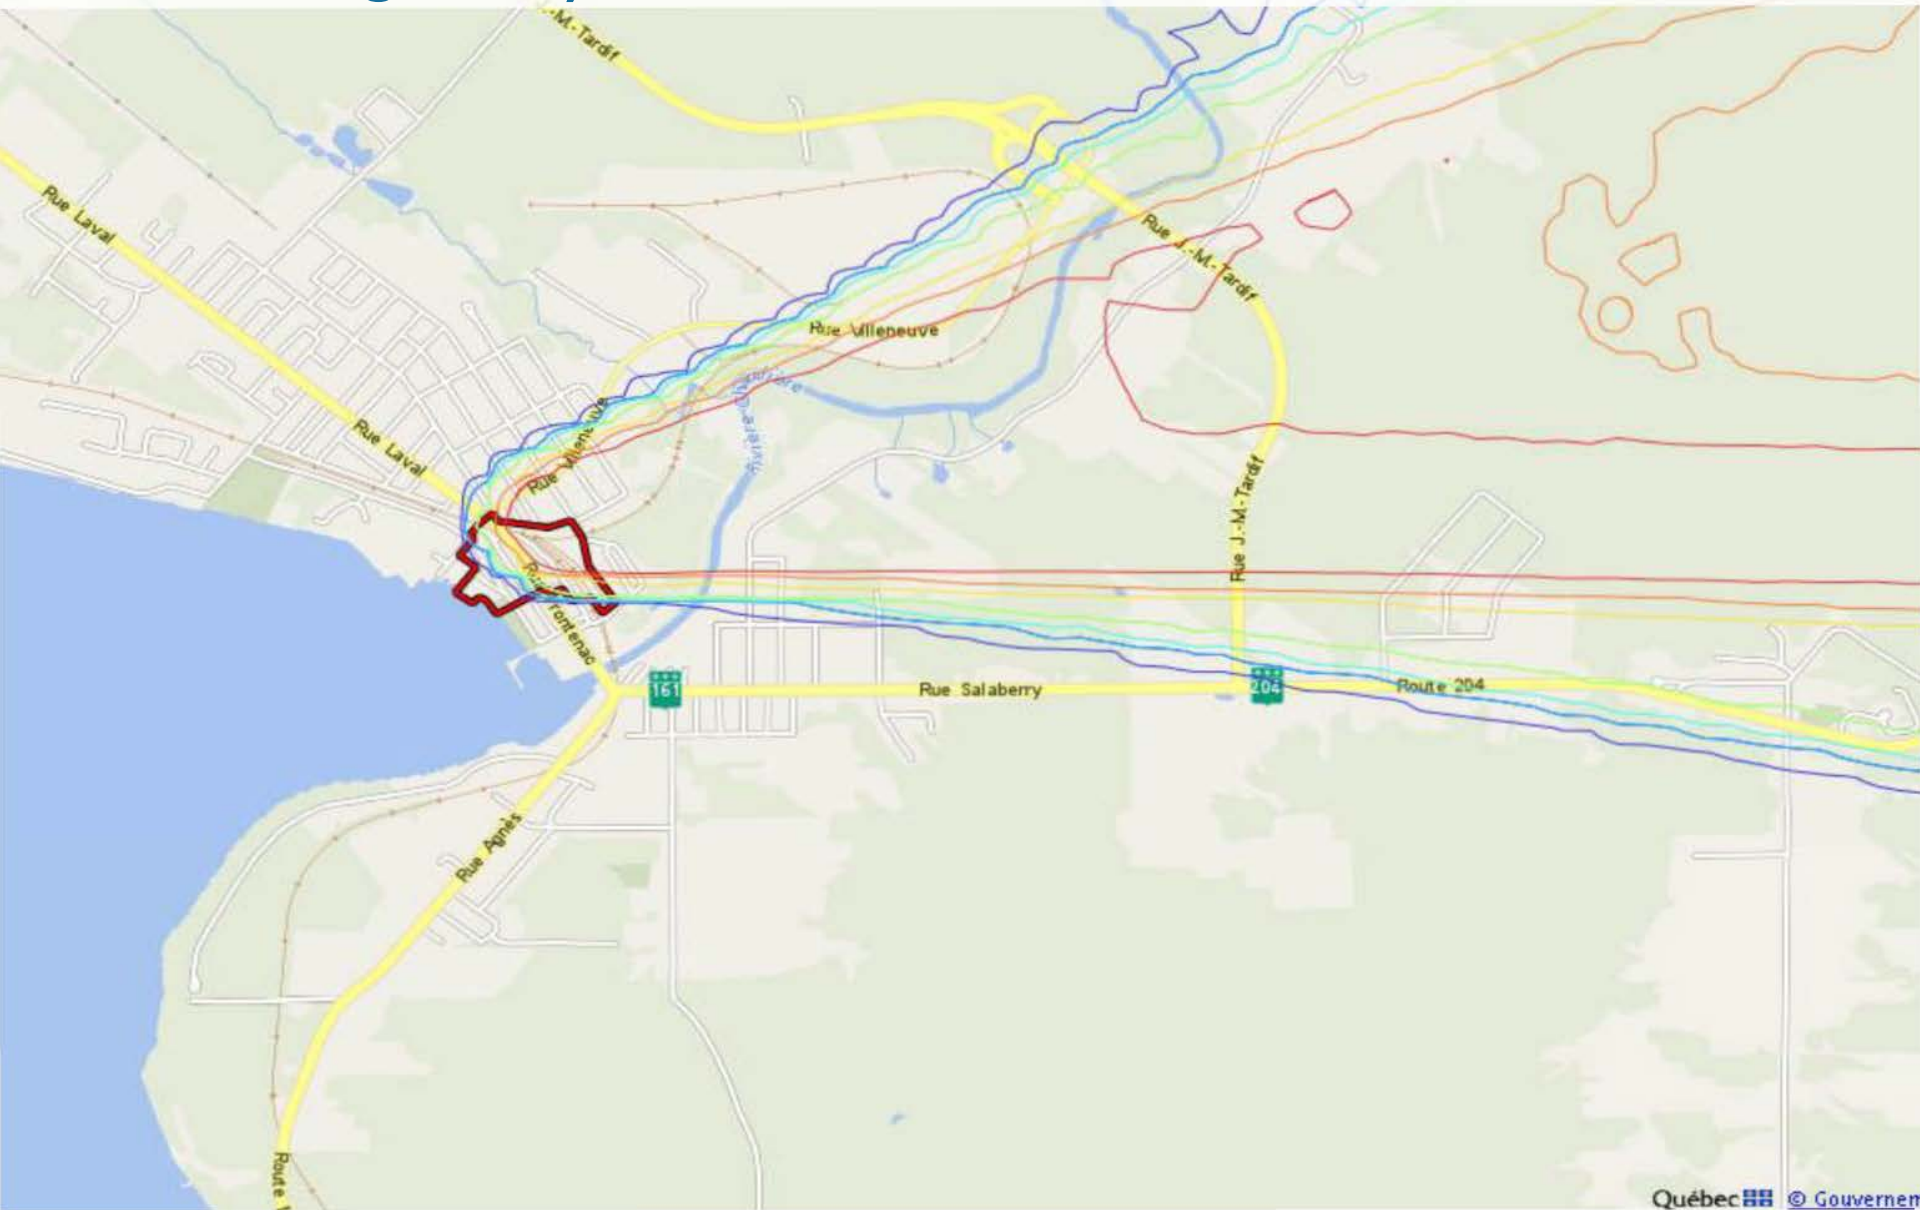 .-M.-Tardif
Rue Laval
Rue J.-M.-Tardif
Rue Villeneuve
Rue Laval
Rue Villeneuve
Rue J.-M.-Tardif
Rue Frontenac
161
Rue Salaberry
204
Route 204
Rue Agnès
Route
Québec © Gouvernem